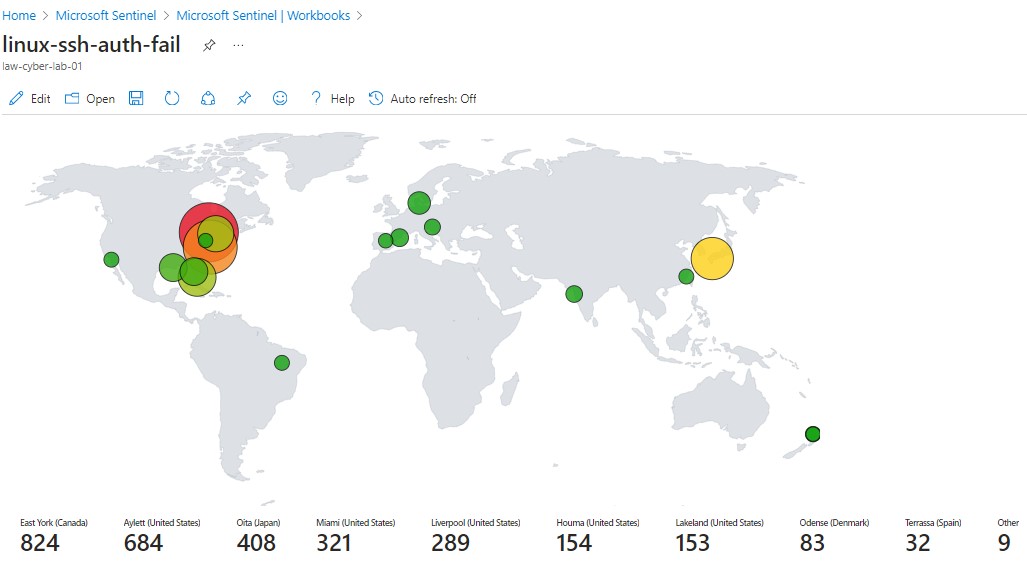 Home > Microsoft Sentinel > Microsoft Sentinel | Workbooks >
linux-ssh-auth-fail ...
law-cyber-lab-01
Edit Open ? Help Auto refresh: Off
East York (Canada) Aylett (United States) Oita (Japan) Miami (United States) Liverpool (United States) Houma (United States) Lakeland (United States) Odense (Denmark) Terrassa (Spain) Other
824 684 408 321 289 154 153 83 32 9